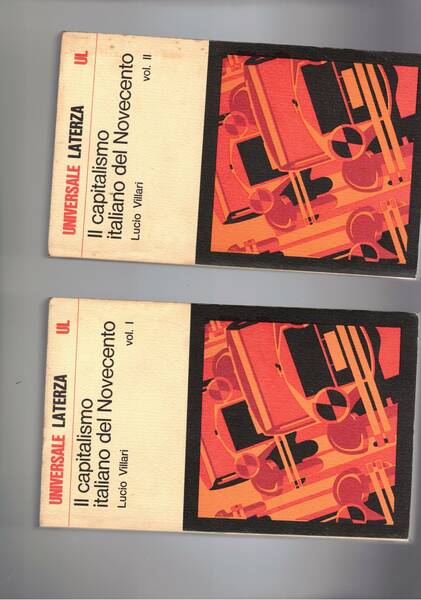 UNIVERSALE LATERZA UL
Il capitalismo
italiano del Novecento
Lucio Villari vol. II
UNIVERSALE LATERZA UL
Il capitalismo
italiano del Novecento
Lucio Villari vol. I